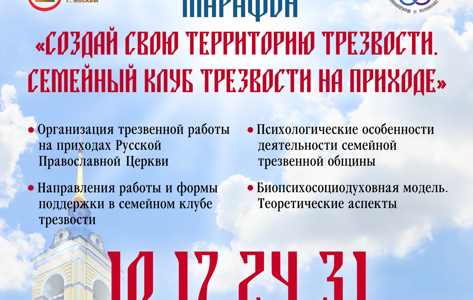 г. Москвы
МАРАФОН
«СОЗДАЙ СВОЮ ТЕРРИТОРИЮ ТРЕЗВОСТИ.
СЕМЕЙНЫЙ КЛУБ ТРЕЗВОСТИ НА ПРИХОДЕ»
• Организация трезвенной работы
на приходах Русской
Православной Церкви
• Направления работы и формы
поддержки в семейном клубе
трезвости
• Психологические особенности
деятельности семейной
трезвенной общины
• Биопсихосоциодуховная модель.
Теоретические аспекты
10 17 24 31